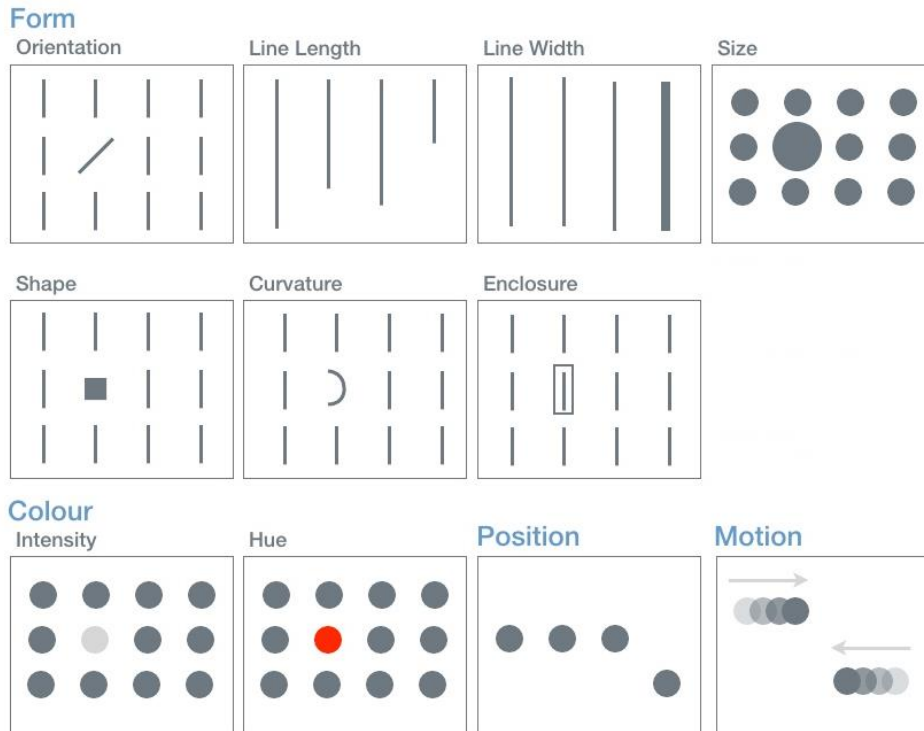 Form
Orientation
Line Length
Line Width
Size
Shape
Curvature
Enclosure
Colour
Intensity
Hue
Position
Motion